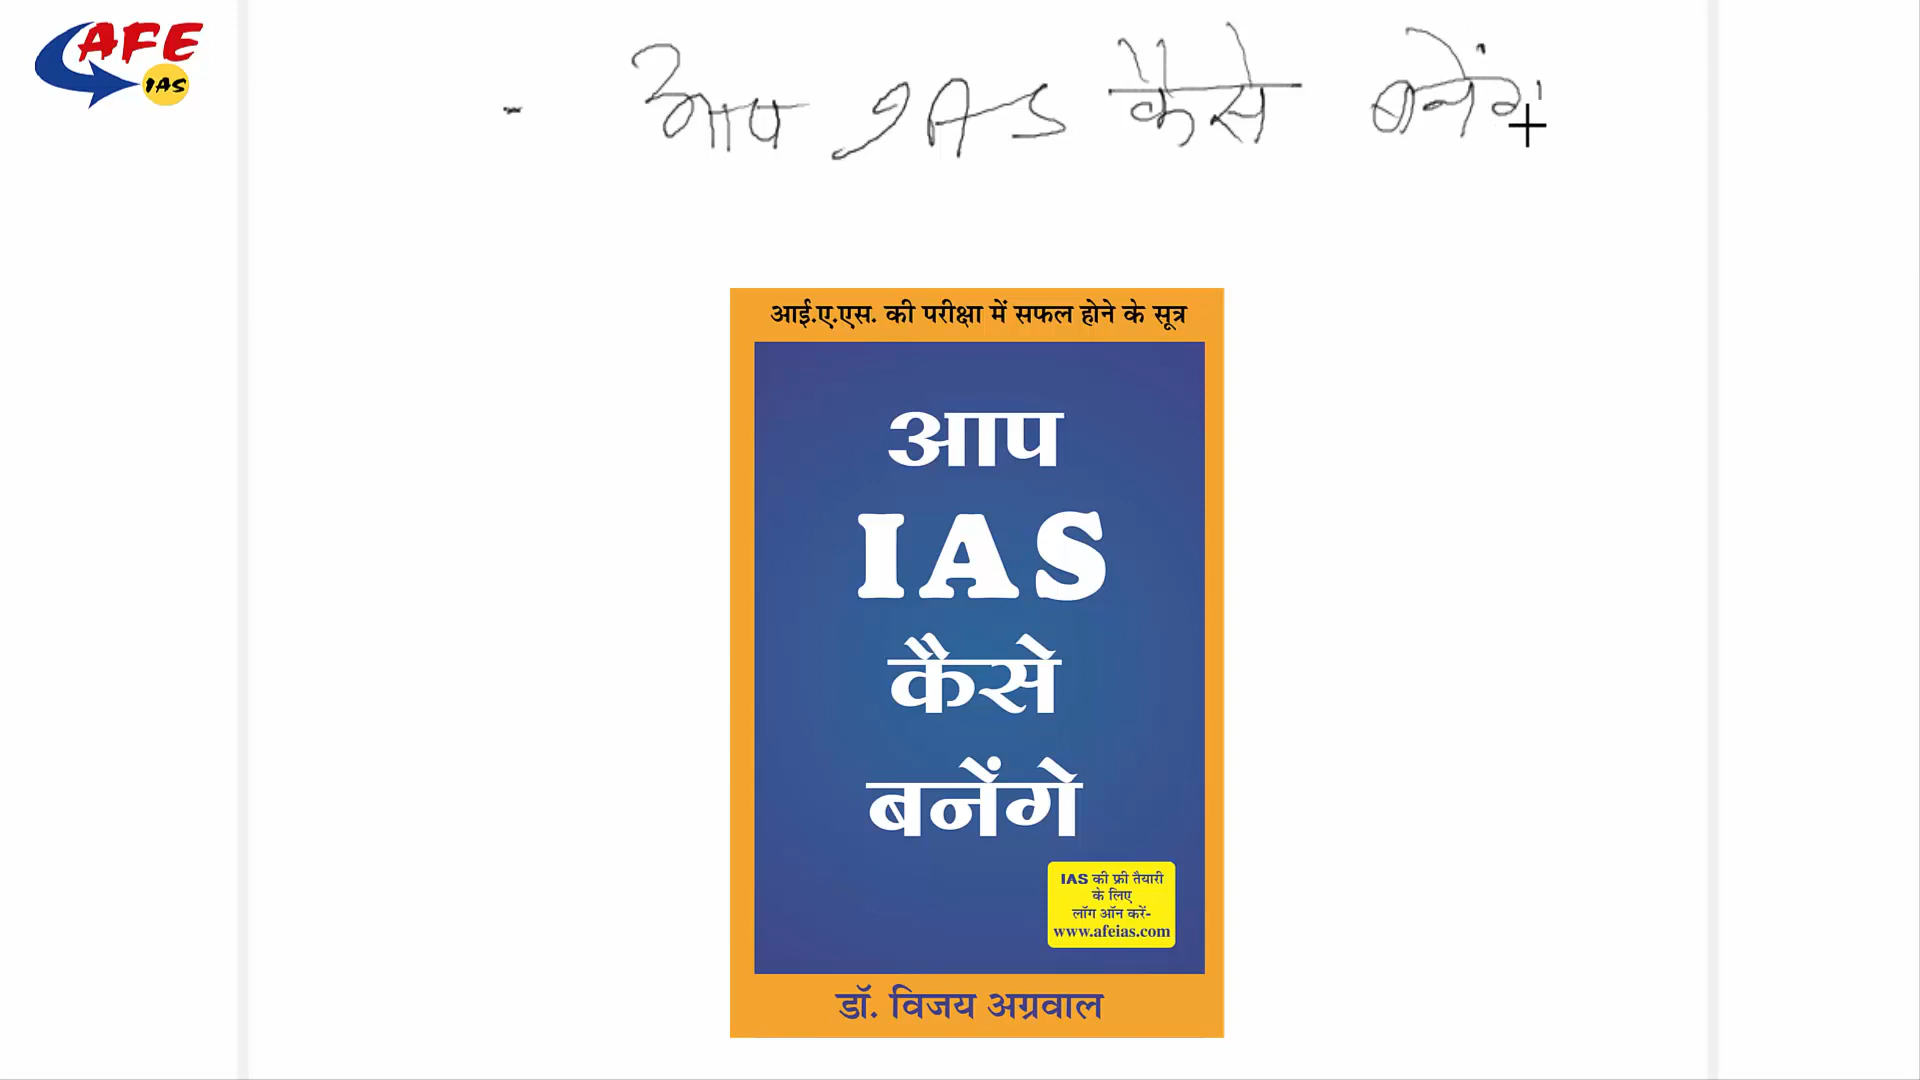 AFE
IAS
- आप IAS कैसे बनेंग
आई.ए.एस. की परीक्षा में सफल होने के सूत्र
आप
IAS
कैसे
बनेंगे
IAS की फ्री तैयारी
के लिए
लॉग ऑन करें-
www.afeias.com
डॉ. विजय अग्रवाल